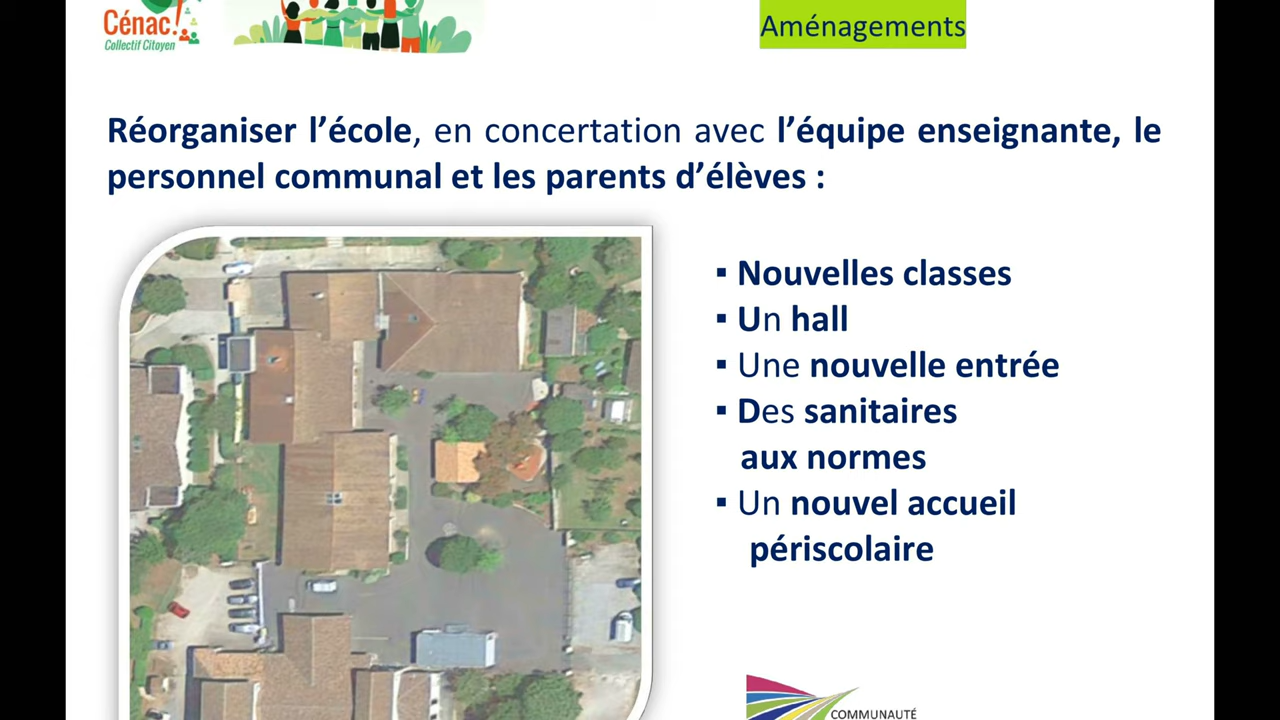 Cénac!
Collectif Citoyen
Aménagements
Réorganiser l’école, en concertation avec l’équipe enseignante, le
personnel communal et les parents d’élèves :
▪ Nouvelles classes
▪ Un hall
▪ Une nouvelle entrée
▪ Des sanitaires
aux normes
▪ Un nouvel accueil
périscolaire
COMMUNAUTÉ